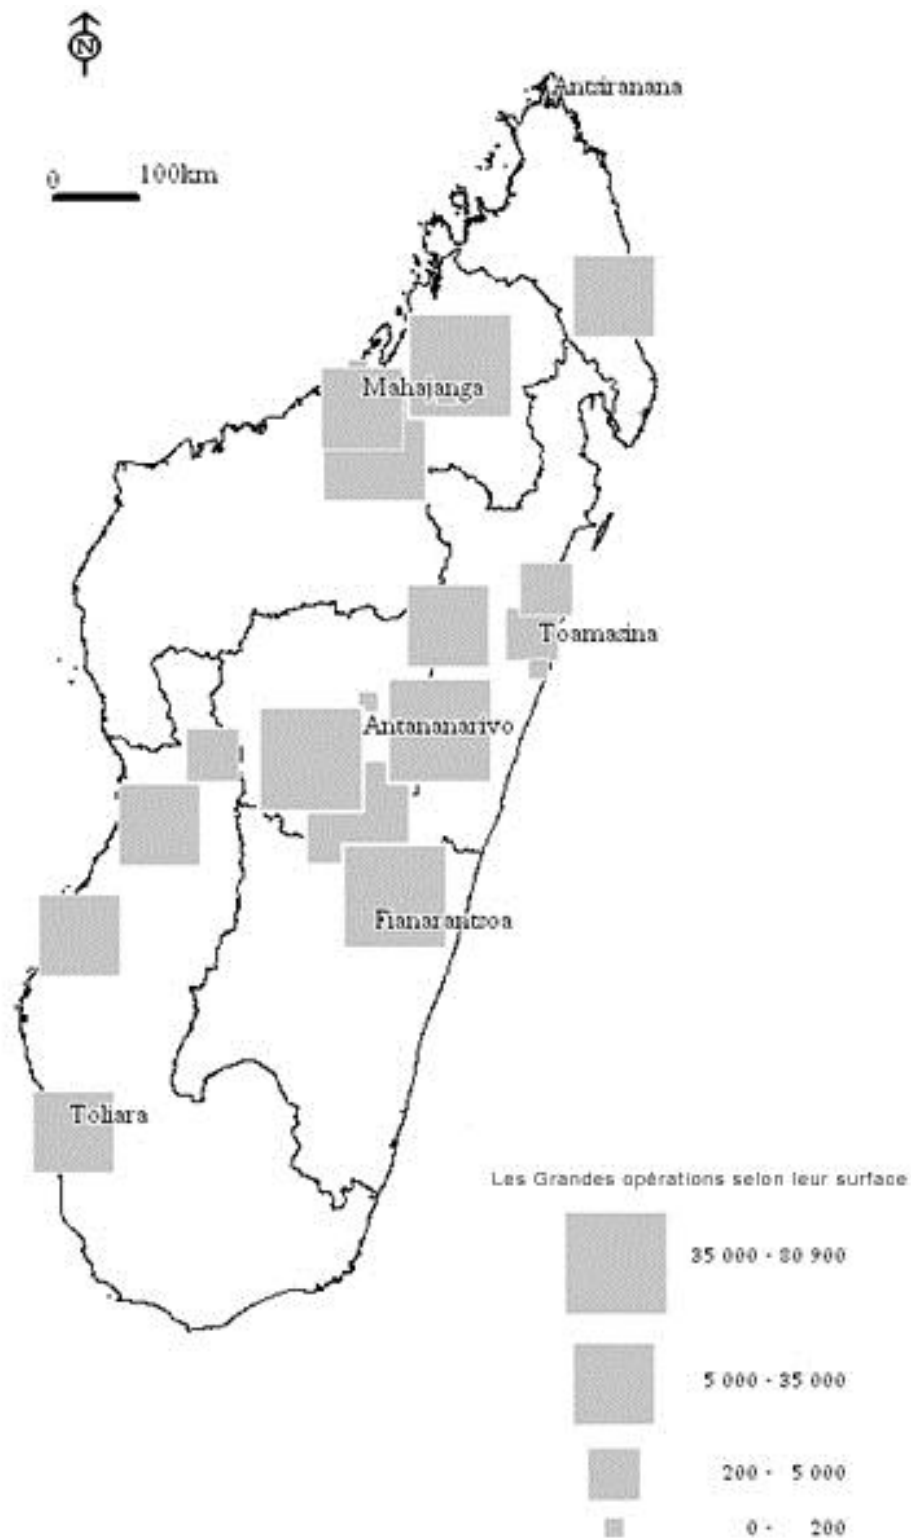 N
Antsiranana
0 100km
Mahajanga
Toamasina
Antananarivo
Fianarantsoa
Toliara
Les Grandes opérations selon leur surface
35 000 - 80 900
5 000 - 35 000
200 - 5 000
0 - 200